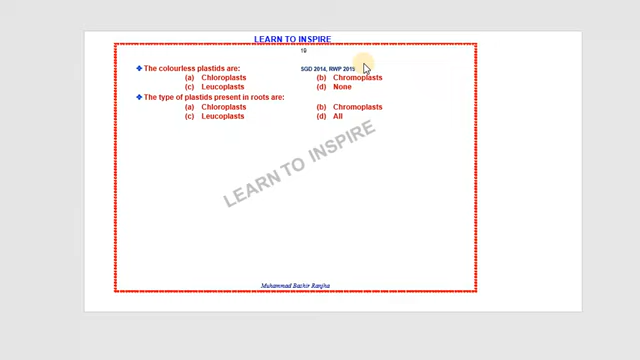 LEARN TO INSPIRE
19
❖ The colourless plastids are: SGD 2014, RWP 2015
(a) Chloroplasts (b) Chromoplasts
(c) Leucoplasts (d) None
❖ The type of plastids present in roots are:
(a) Chloroplasts (b) Chromoplasts
(c) Leucoplasts (d) All
LEARN TO INSPIRE
Muhammad Bashir Ranjha